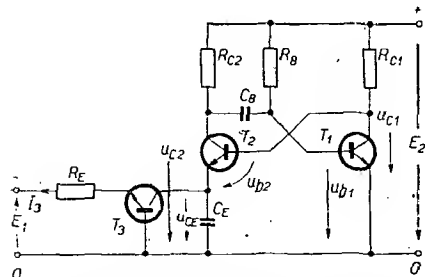 +
R_C2
R_B
R_C1
C_B
u_C1
T_2
T_1
E_2
u_C2
u_b2
R_E
C_E
u_b1
I_3
T_3
u_CE
E_1
-
0
0